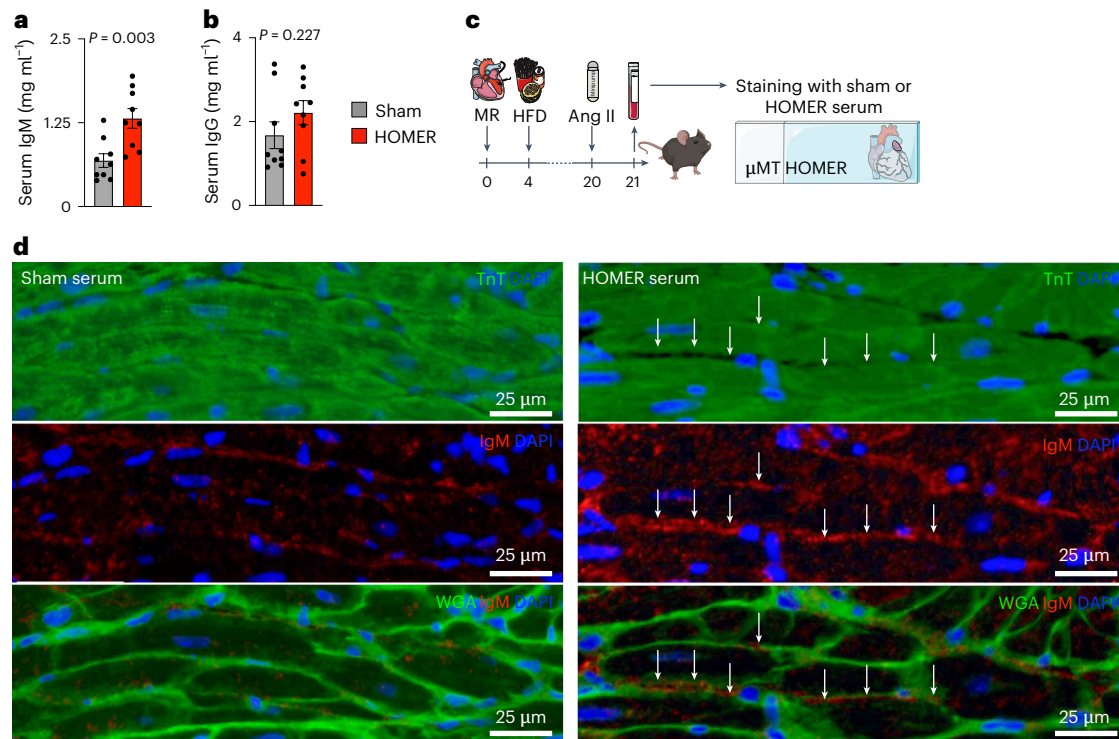 a
P = 0.003
Serum IgM (mg ml⁻¹)
2.5
1.25
0
b
P = 0.227
Serum IgG (mg ml⁻¹)
4
2
0
Sham
HOMER
c
MR HFD Ang II
0 4 20 21
Staining with sham or
HOMER serum
µMT HOMER
d
Sham serum
TnT DAPI
25 µm
HOMER serum
TnT DAPI
25 µm
IgM DAPI
25 µm
IgM DAPI
25 µm
WGA IgM DAPI
25 µm
WGA IgM DAPI
25 µm